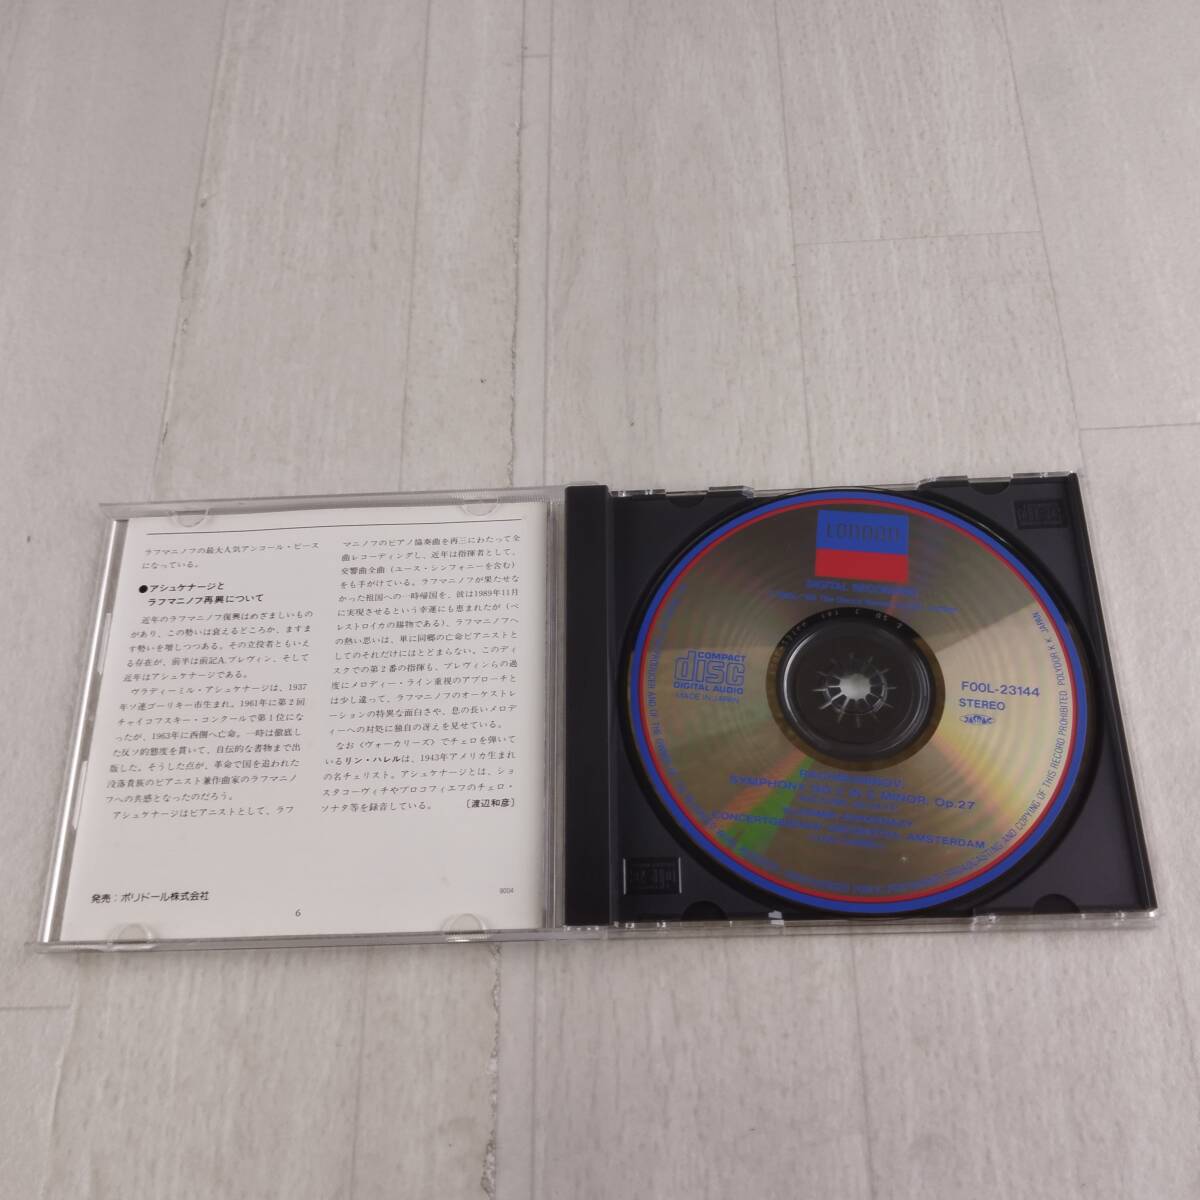 ラフマニノフの最大人気アンコール・ピース
になっている。
●アシュケナージと
ラフマニノフ再興について
近年のラフマニノフ復興はめざましいもの
があり、この勢いは衰えるどころか、ますま
す勢いを増しつつある。その立役者ともいえ
る存在が、前半は前記A.プレヴィン、そして
近年はアシュケナージである。
ヴラディーミル・アシュケナージは、1937
年ソ連ゴーリキー市生まれ。1961年に第2回
チャイコフスキー・コンクールで第1位になっ
たが、1963年に西側へ亡命。一時は徹底し
た反ソ的態度を貫いて、自伝的な書物まで出
版した。そうした点が、革命で国を追われた
没落貴族のピアニスト兼作曲家のラフマニノ
フへの共感となったのだろう。
アシュケナージはピアニストとして、ラフ
マニノフのピアノ協奏曲を再三にわたって全
曲レコーディングし、近年は指揮者として、
交響曲全曲(ユース・シンフォニーを含む)
をも手がけている。ラフマニノフが果たせな
かった祖国への一時帰国を、彼は1989年11月
に実現させるという幸運にも恵まれたが(ペ
レストロイカの賜物である)、ラフマニノフへ
の熱い思いは、単に同郷の亡命ピアニストと
してのそれだけにはとどまらない。このディ
スクでの第2番の指揮も、プレヴィンらの過
度にメロディー・ライン重視のアプローチと
は少し違って、ラフマニノフのオーケストレ
ーションの特異な面白さや、息の長いメロデ
ィーへの対処に独自の冴えを見せている。
なお〈ヴォーカリーズ〉でチェロを弾いて
いるリン・ハレルは、1943年アメリカ生まれ
の名チェリスト。アシュケナージとは、ショ
スタコーヴィチやプロコフィエフのチェロ・
ソナタ等を録音している。
〔渡辺和彦〕
発売：ポリドール株式会社
9004
6
LONDON
DIGITAL RECORDING
COMPACT
disc
DIGITAL AUDIO
MADE IN JAPAN
F00L-23144
STEREO
JASRAC
RACHMANINOV:
SYMPHONY NO.2 IN E MINOR, Op.27
VLADIMIR ASHKENAZY
CONCERTGEBOUW ORCHESTRA, AMSTERDAM
BROADCASTING AND COPYING OF THIS RECORD PROHIBITED POLYDOR K.K. JAPAN